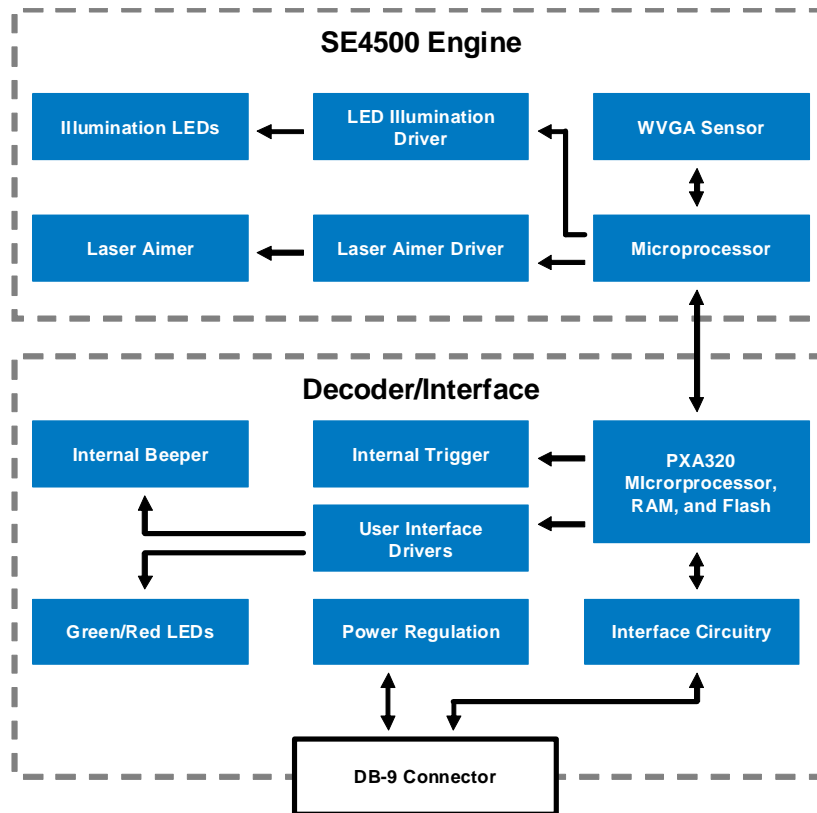 SE4500 Engine
Illumination LEDs
LED Illumination
Driver
WVGA Sensor
Laser Aimer
Laser Aimer Driver
Microprocessor
Decoder/Interface
Internal Beeper
Internal Trigger
PXA320
MIcrorprocessor,
RAM, and Flash
User Interface
Drivers
Green/Red LEDs
Power Regulation
Interface Circuitry
DB-9 Connector